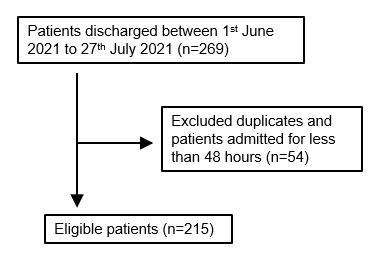 Patients discharged between 1st June
2021 to 27th July 2021 (n=269)
Excluded duplicates and
patients admitted for less
than 48 hours (n=54)
Eligible patients (n=215)